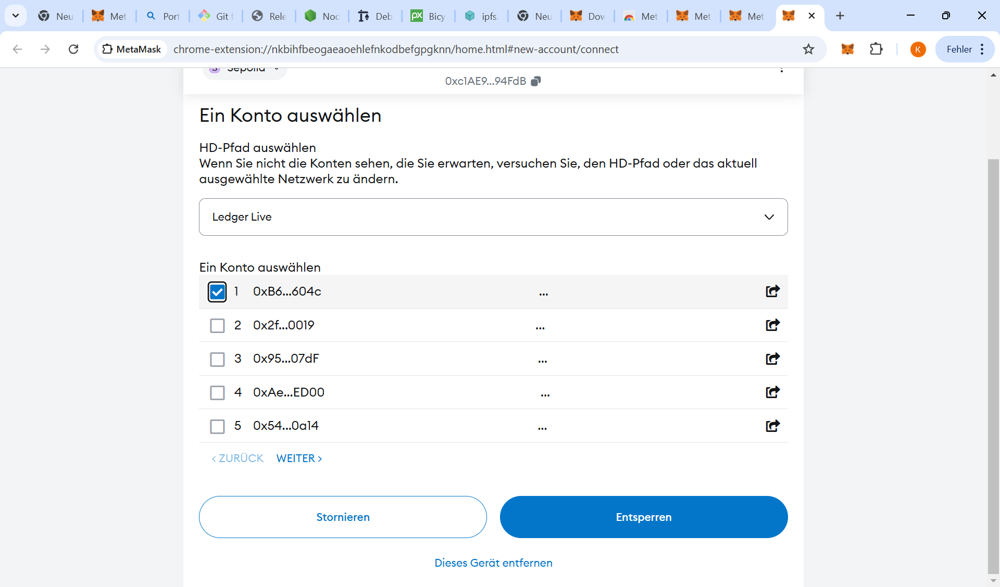 Neu
Met
Port
Git f
Rele
Noc
Deb
Bicy
ipfs.
Neu
Dow
Met
Met
Met
MetaMask
chrome-extension://nkbihfbeogaeaoehlefnkodbefgpgknn/home.html#new-account/connect
K
Fehler
Sepolia
0xc1AE9...94FdB
Ein Konto auswählen
HD-Pfad auswählen
Wenn Sie nicht die Konten sehen, die Sie erwarten, versuchen Sie, den HD-Pfad oder das aktuell
ausgewählte Netzwerk zu ändern.
Ledger Live
Ein Konto auswählen
1 0xB6...604c ...
2 0x2f...0019 ...
3 0x95...07dF ...
4 0xAe...ED00 ...
5 0x54...0a14 ...
< ZURÜCK WEITER >
Stornieren
Entsperren
Dieses Gerät entfernen